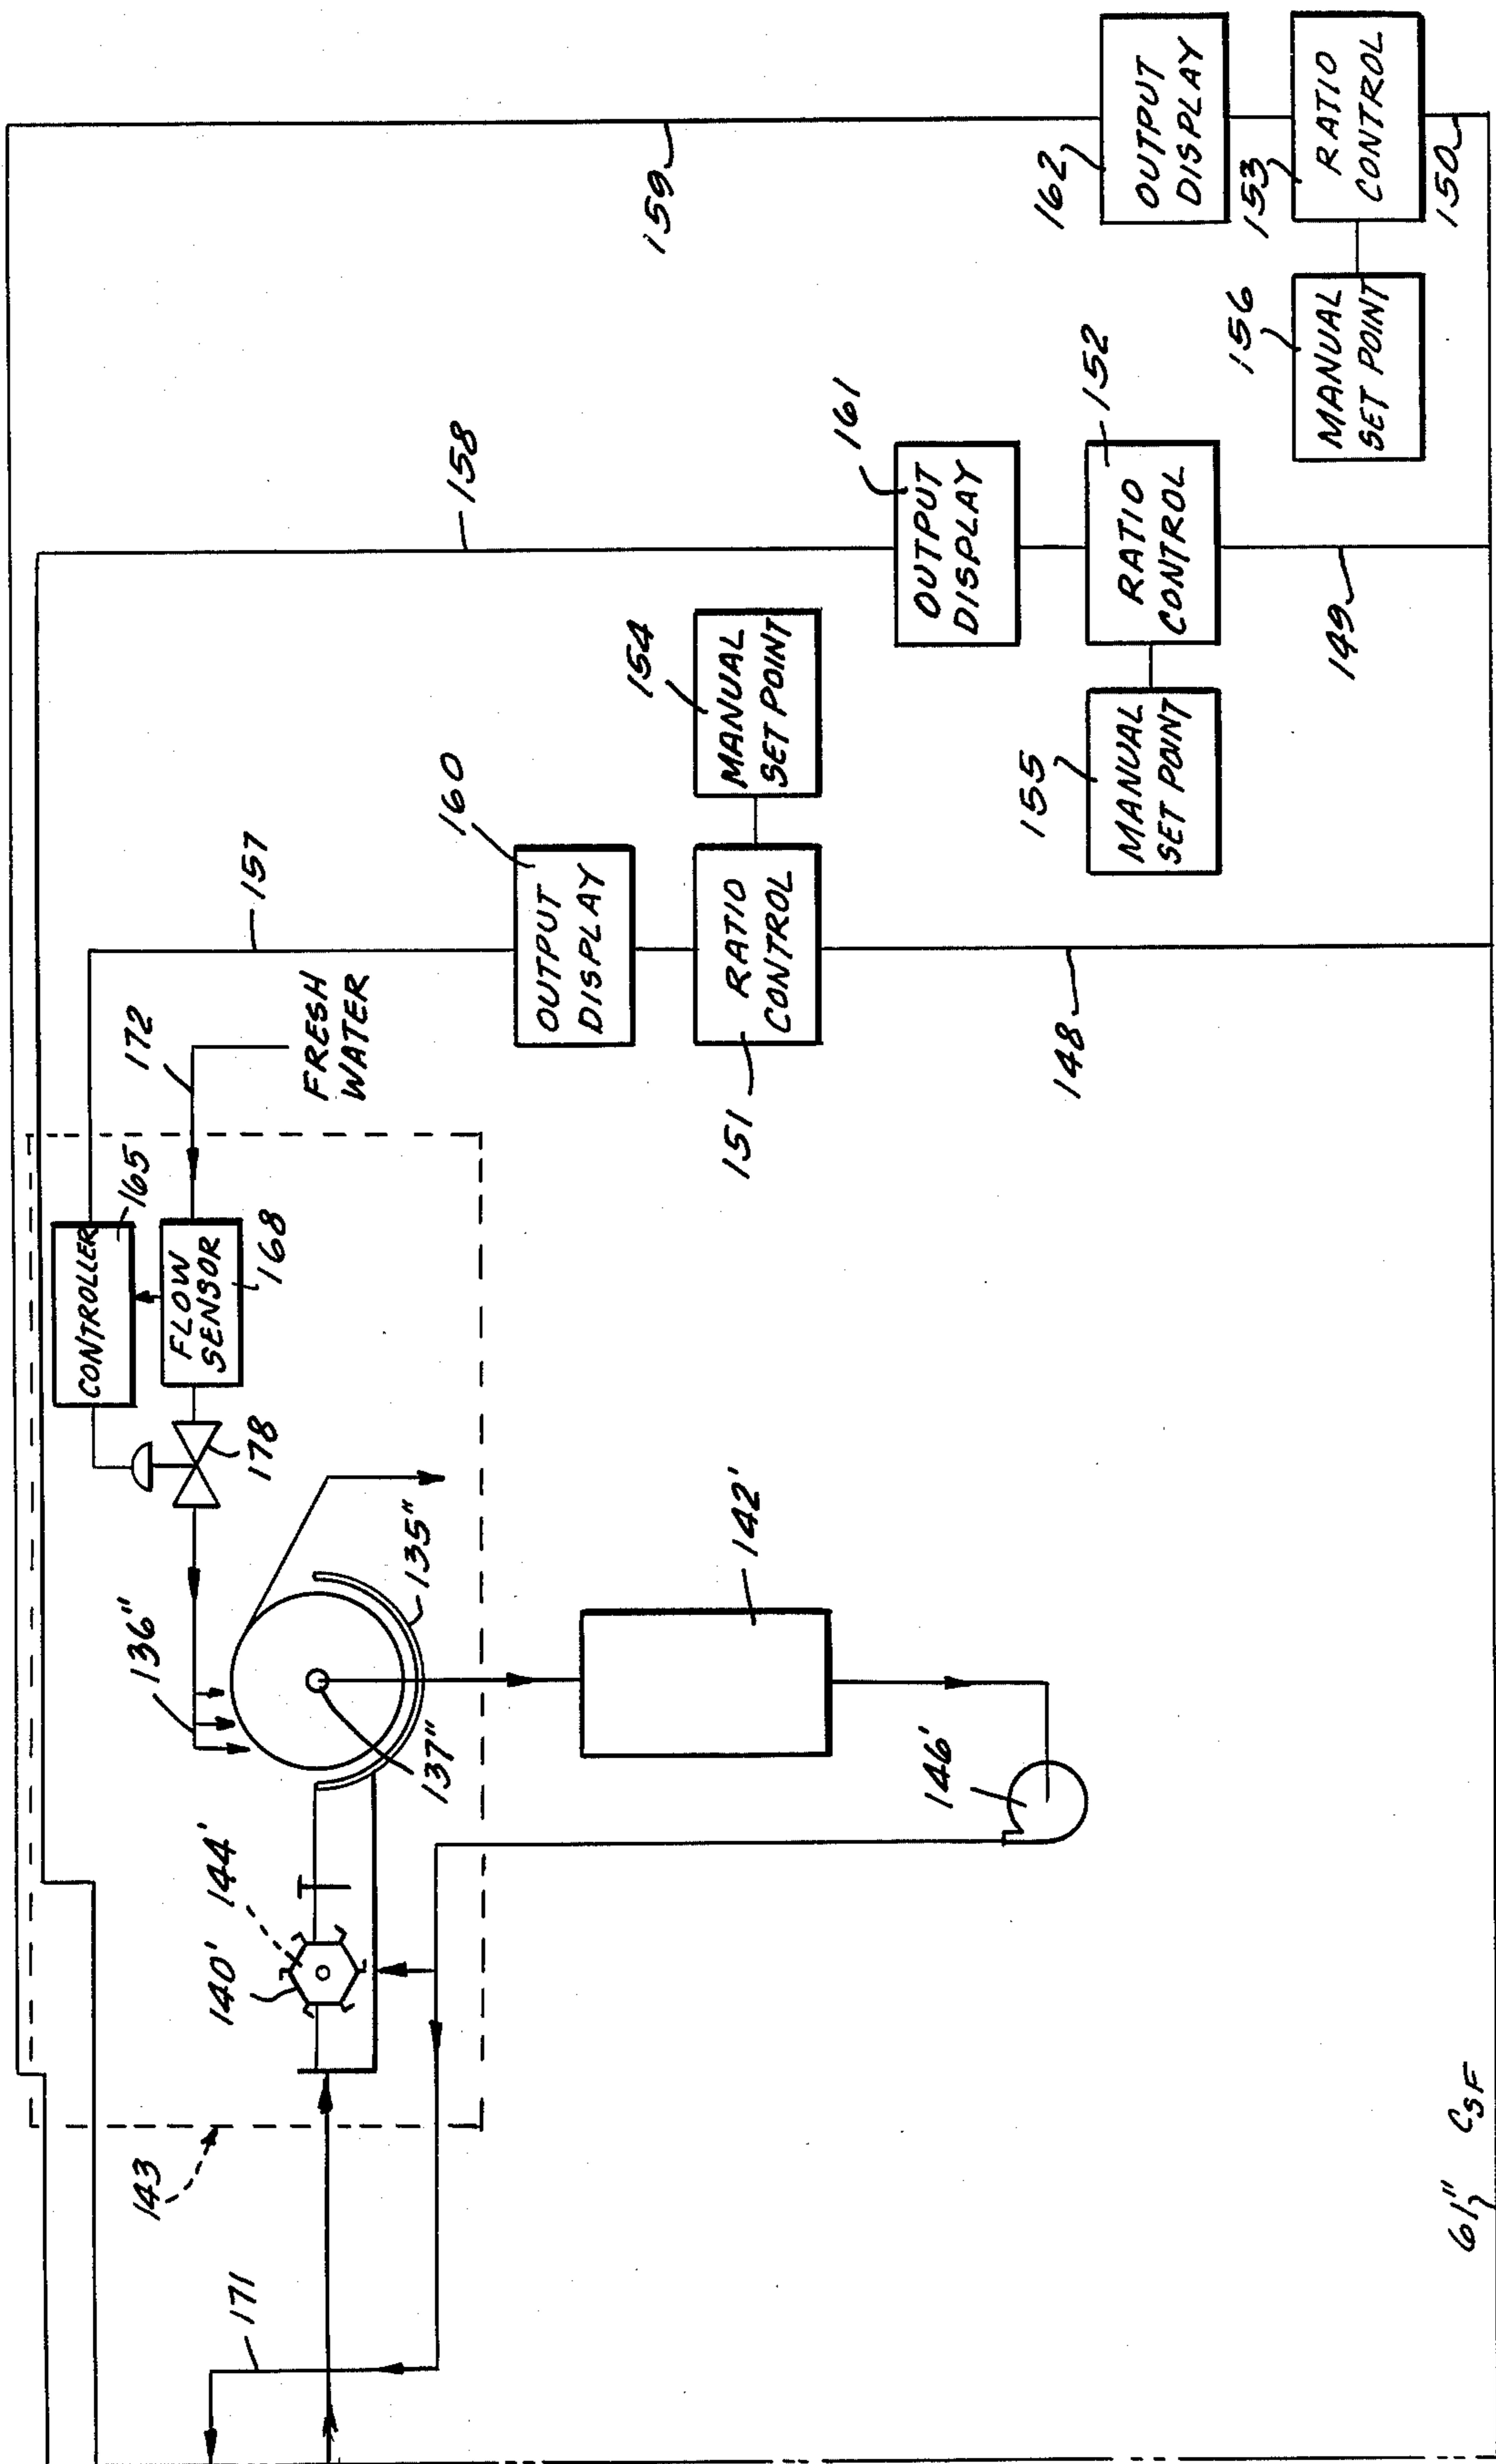 159
158
157
172
FRESH
WATER
CONTROLLER
165
FLOW
SENSOR
168
178
136"
135"
137"
140'
144'
143
171
142'
146'
160
OUTPUT
DISPLAY
154
MANUAL
SET POINT
151
RATIO
CONTROL
148
161
OUTPUT
DISPLAY
152
RATIO
CONTROL
155
MANUAL
SET POINT
149
162
OUTPUT
DISPLAY
153
RATIO
CONTROL
156
MANUAL
SET POINT
150
61" CSF